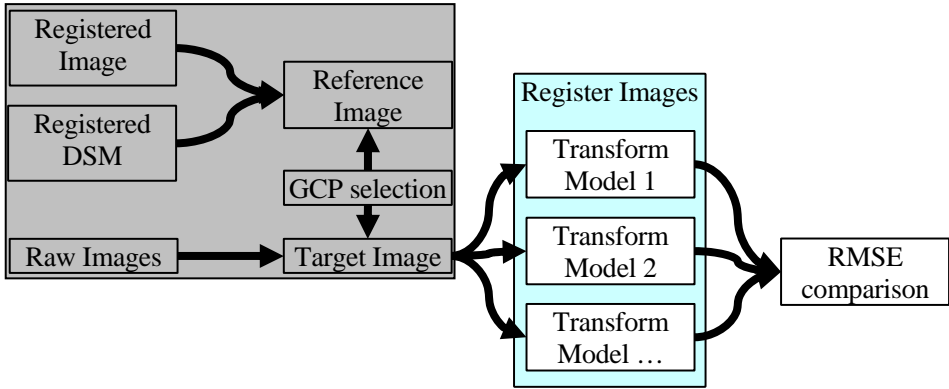 Registered
Image
Registered
DSM
Reference
Image
GCP selection
Raw Images
Target Image
Register Images
Transform
Model 1
Transform
Model 2
Transform
Model …
RMSE
comparison